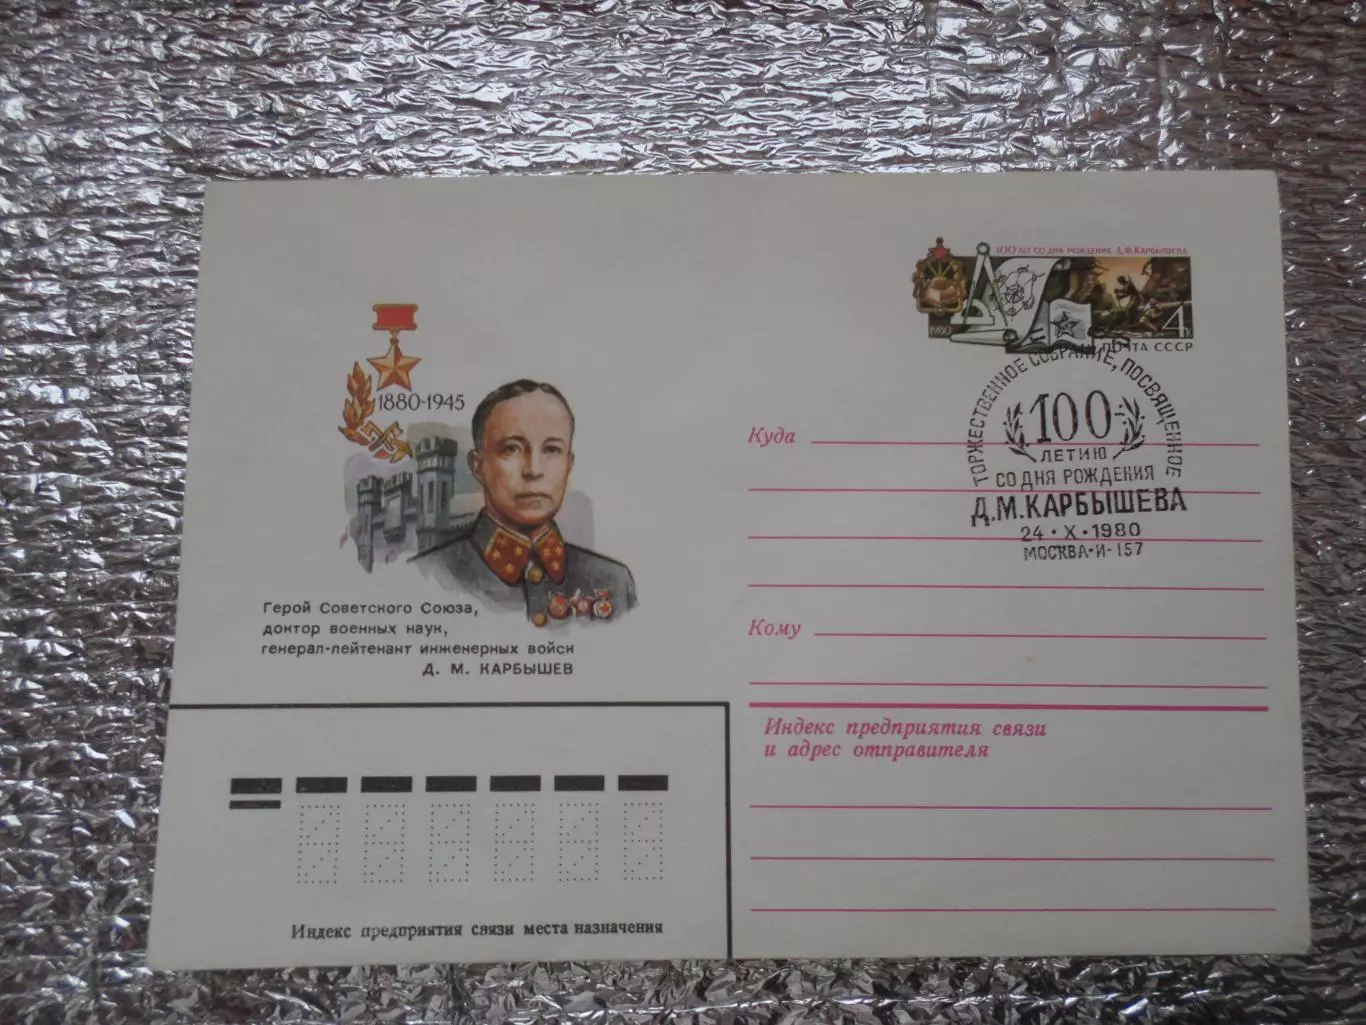 100 ЛЕТ СО ДНЯ РОЖДЕНИЯ Д.М.КАРБЫШЕВА
1980
4к
ПОЧТА СССР
ТОРЖЕСТВЕННОЕ СОБРАНИЕ, ПОСВЯЩЕННОЕ
100
ЛЕТИЮ
СО ДНЯ РОЖДЕНИЯ
Д.М.КАРБЫШЕВА
24·X·1980
МОСКВА-И-157
1880-1945
Герой Советского Союза,
доктор военных наук,
генерал-лейтенант инженерных войск
Д. М. КАРБЫШЕВ
Куда
Кому
Индекс предприятия связи
и адрес отправителя
Индекс предприятия связи места назначения